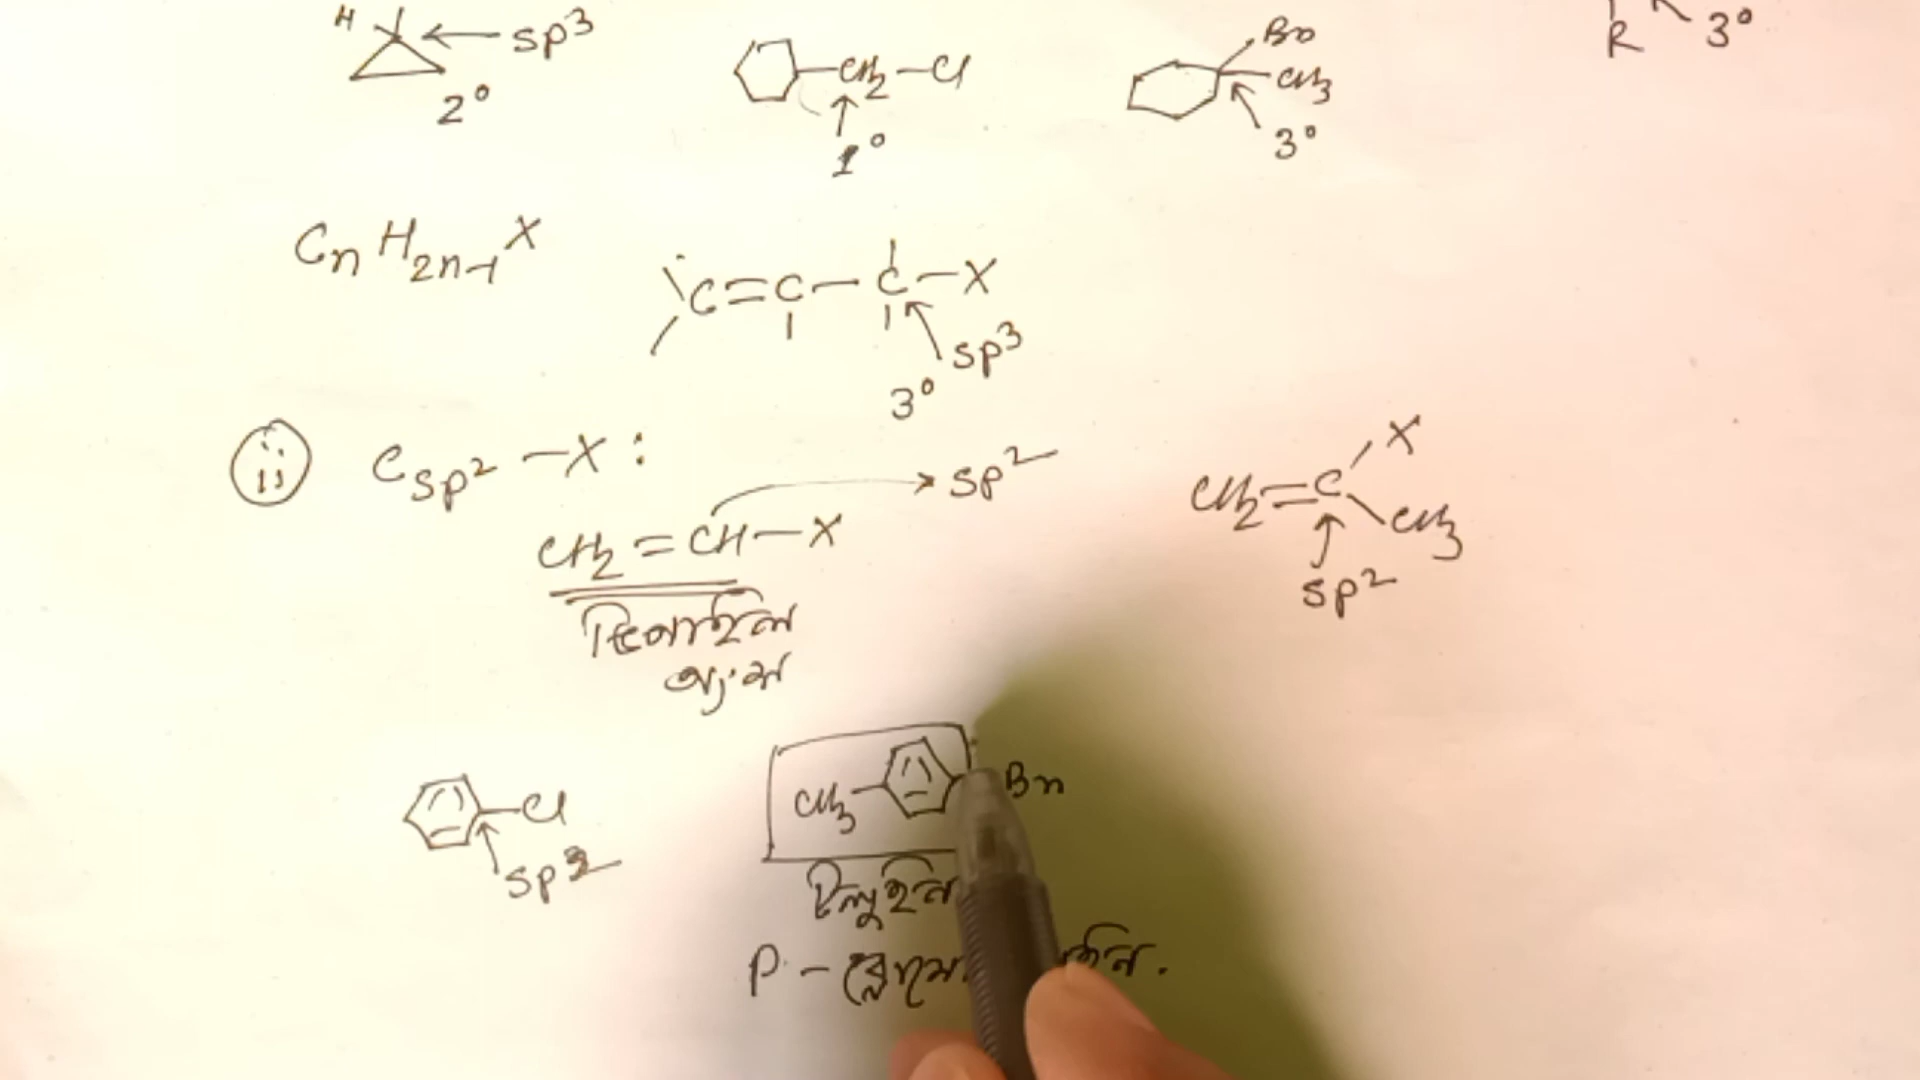 H sp³
2°
CH₂ – Cl
1°
Br
CH₃
3°
R 3°
CₙH₂ₙ₋₁X
C = C – C – X
sp³
3°
ii C sp² – X :
CH₂ = CH – X → sp²
ভিনাইল
CH₂ = C
X
CH₃
sp²
Cl
sp²
CH₃ Br
টলুইন
P -